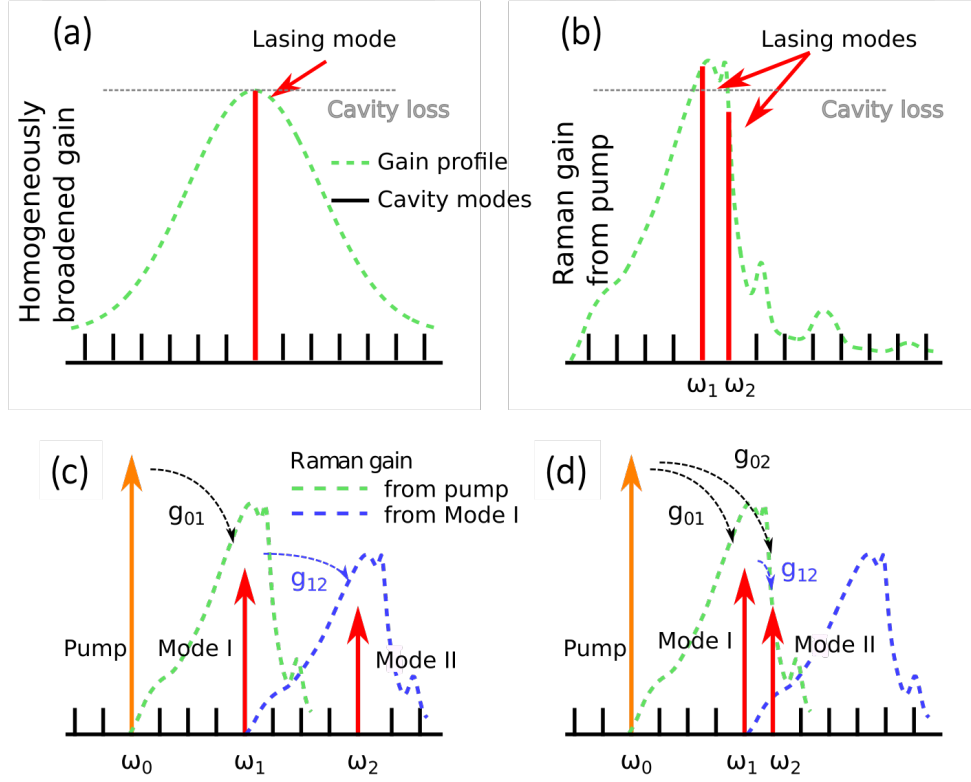 (a)
Lasing mode
Cavity loss
Homogeneously
broadened gain
Gain profile
Cavity modes
(b)
Lasing modes
Cavity loss
Raman gain
from pump
ω1 ω2
(c)
Raman gain
from pump
from Mode I
g01
g12
Pump
Mode I
Mode II
ω0 ω1 ω2
(d)
g02
g01
g12
Pump
Mode I
Mode II
ω0 ω1 ω2